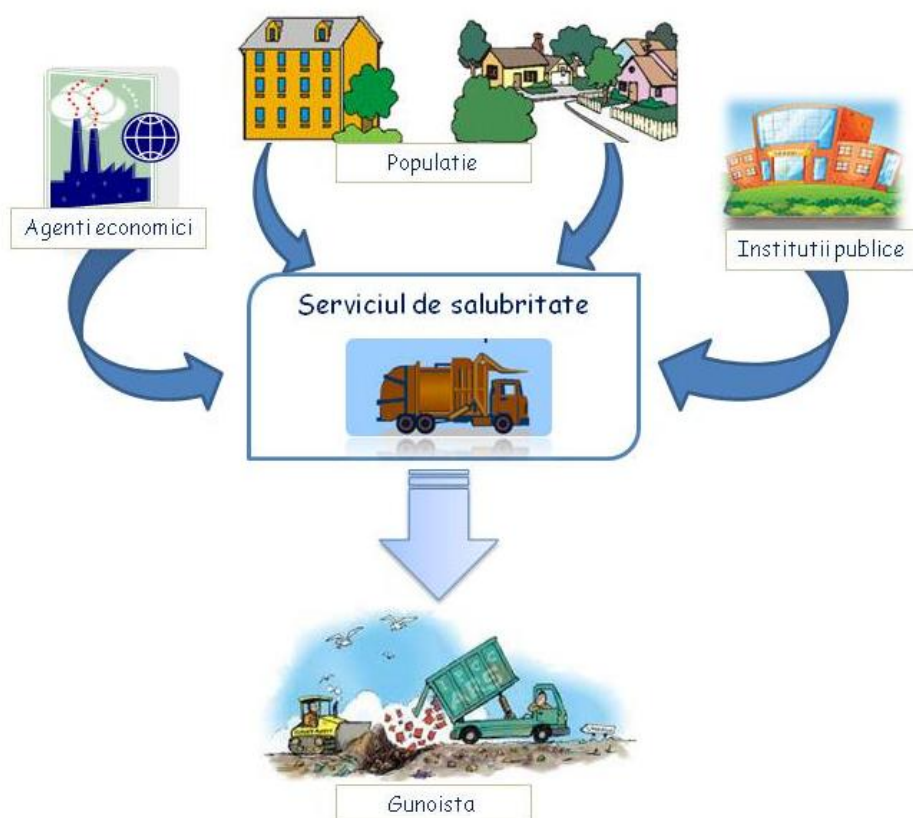 Populatie
Agenti economici
Institutii publice
Serviciul de salubritate
Gunoista